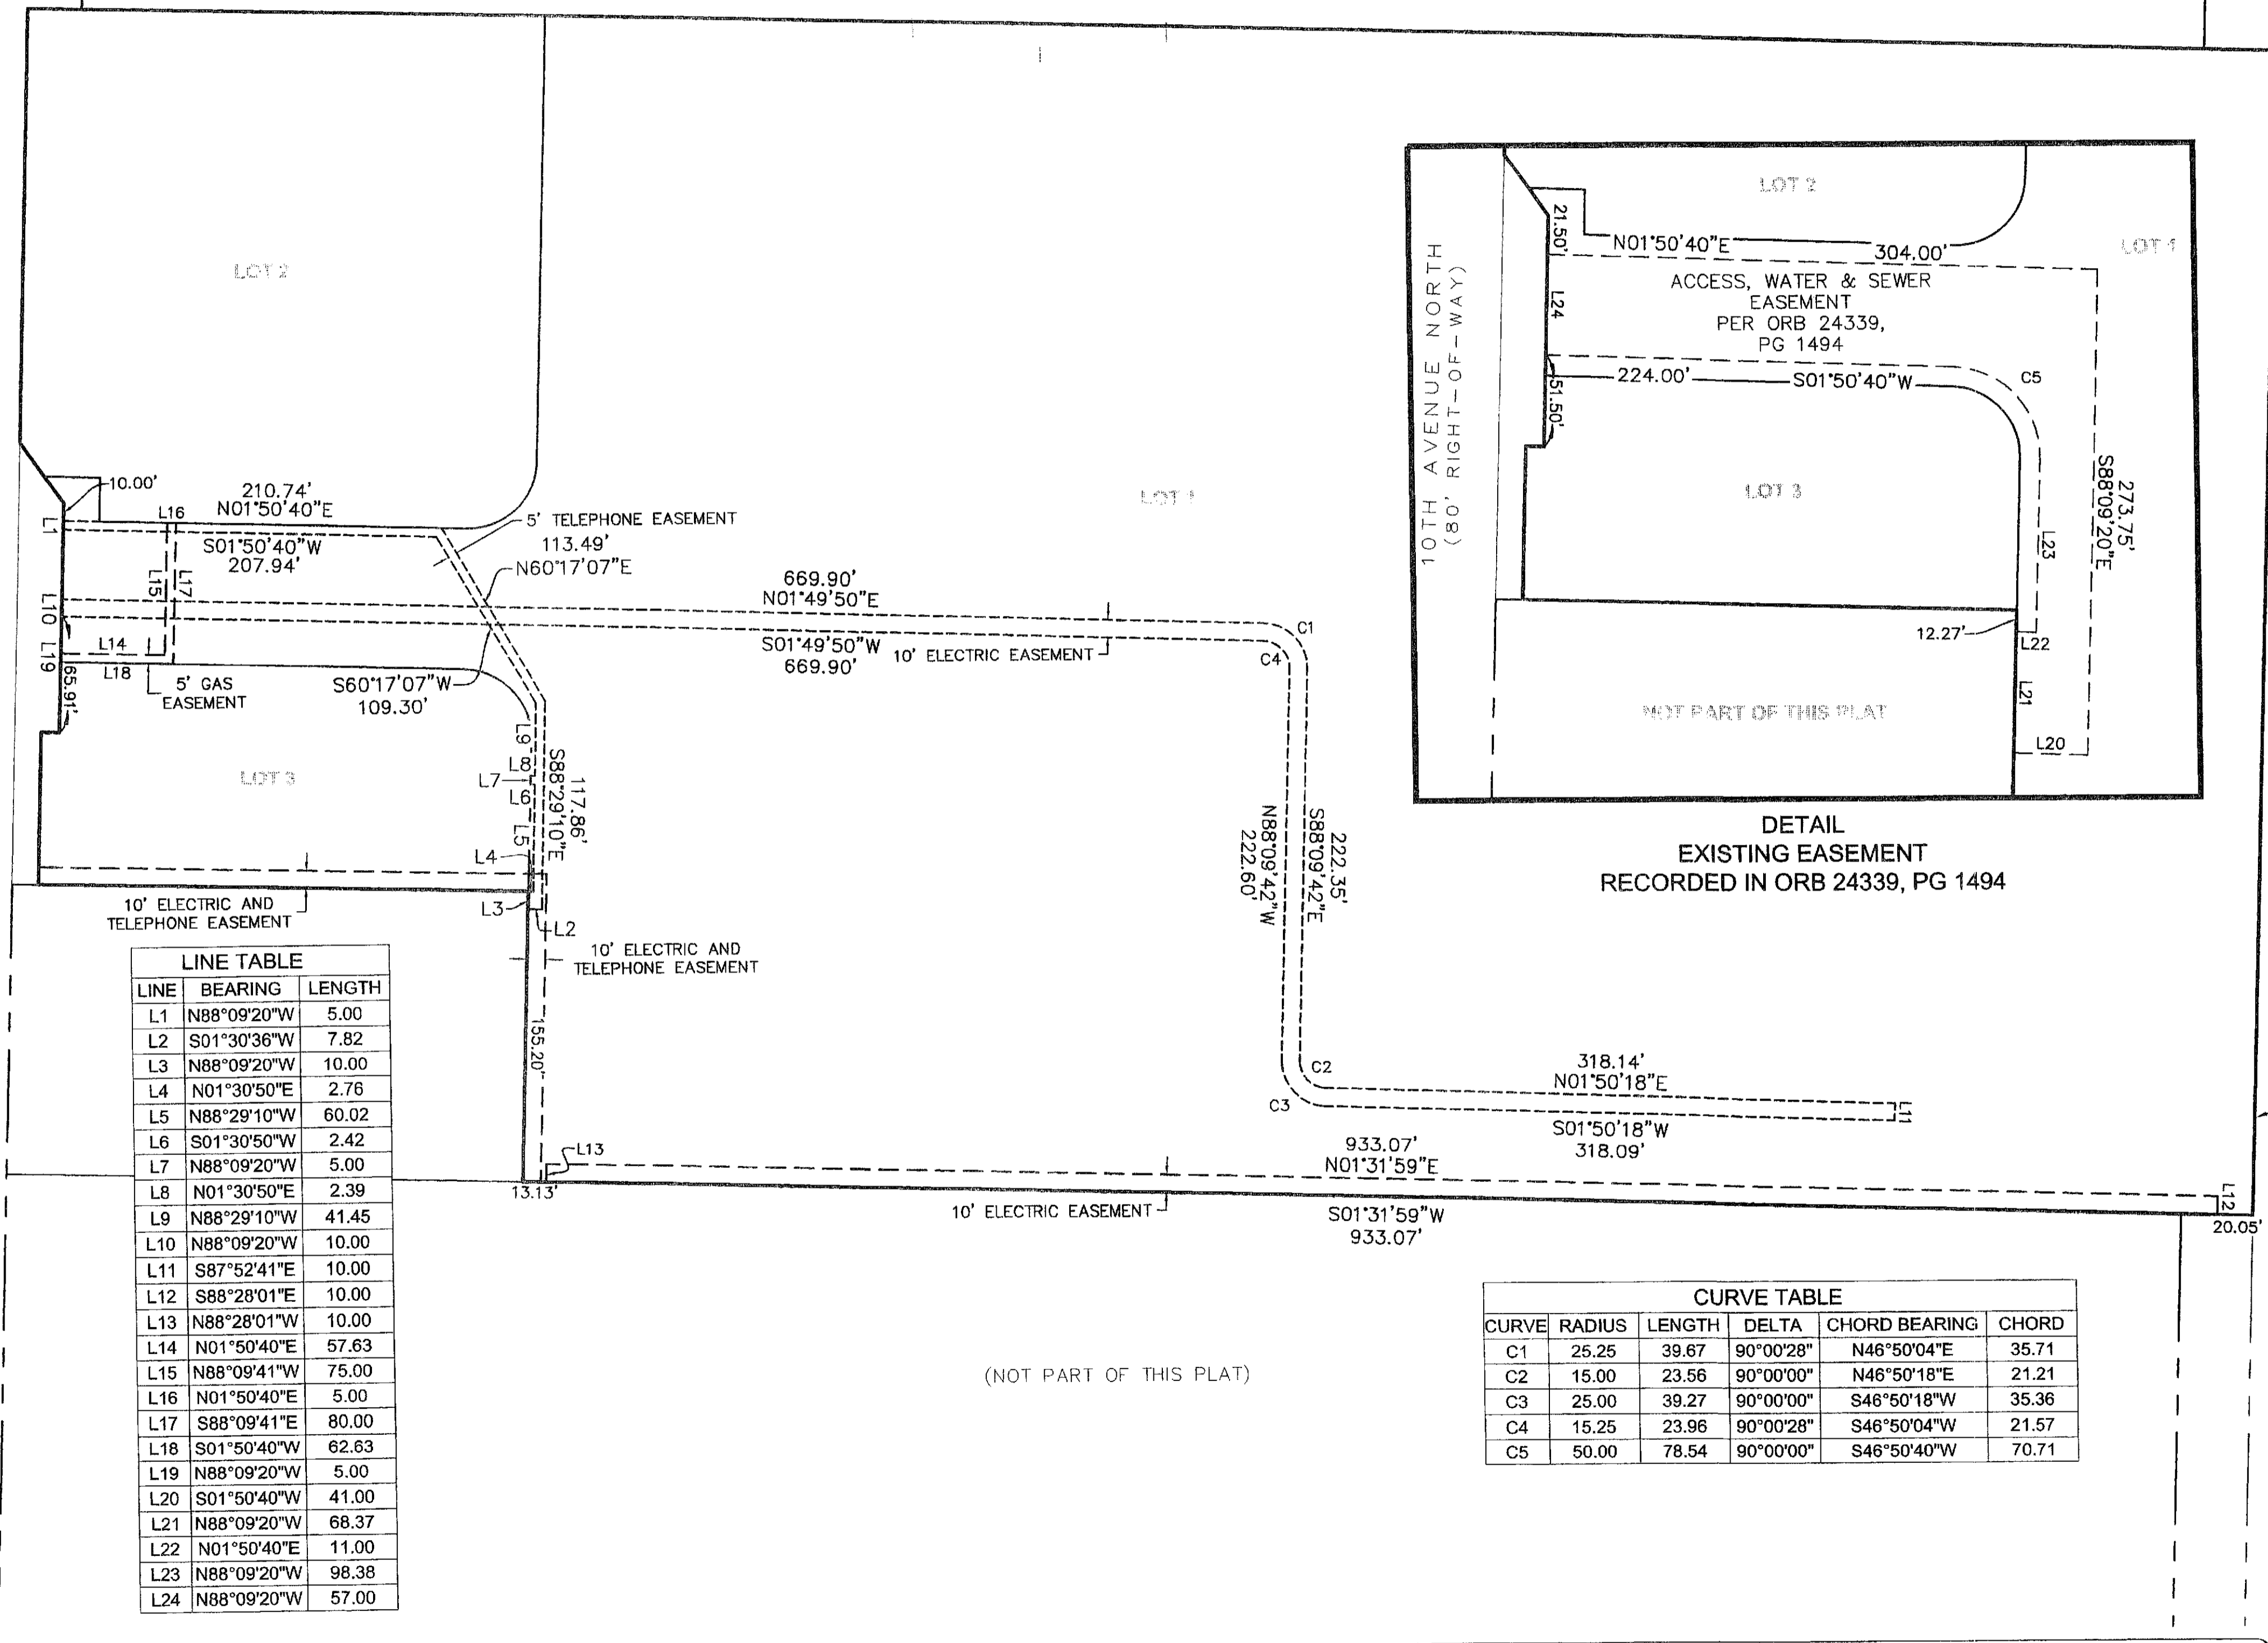 LOT 2
10.00'
210.74'
N01°50'40"E
L16
L1
S01°50'40"W
207.94'
L15
L17
L10
L19
L14
L18
65.91'
5' GAS
EASEMENT
5' TELEPHONE EASEMENT
113.49'
N60°17'07"E
S60°17'07"W
109.30'
LOT 3
L9
L8
L7
L6
L5
L4
L3
L2
117.86'
S88°29'10"E
10' ELECTRIC AND
TELEPHONE EASEMENT
10' ELECTRIC AND
TELEPHONE EASEMENT
155.20'
13.13'
L13
LOT 1
669.90'
N01°49'50"E
S01°49'50"W
669.90'
10' ELECTRIC EASEMENT
C1
C4
222.35'
S88°09'42"E
N88°09'42"W
222.60'
C2
C3
318.14'
N01°50'18"E
L11
S01°50'18"W
318.09'
933.07'
N01°31'59"E
10' ELECTRIC EASEMENT
S01°31'59"W
933.07'
L12
20.05'
(NOT PART OF THIS PLAT)
10TH AVENUE NORTH
(80' RIGHT-OF-WAY)
LOT 2
LOT 1
21.50'
N01°50'40"E
304.00'
ACCESS, WATER & SEWER
EASEMENT
PER ORB 24339,
PG 1494
L24
51.50'
224.00'
S01°50'40"W
C5
LOT 3
L23
273.75'
S88°09'20"E
12.27'
L22
L21
L20
NOT PART OF THIS PLAT
DETAIL
EXISTING EASEMENT
RECORDED IN ORB 24339, PG 1494
LINE TABLE
LINE BEARING LENGTH
L1 N88°09'20"W 5.00
L2 S01°30'36"W 7.82
L3 N88°09'20"W 10.00
L4 N01°30'50"E 2.76
L5 N88°29'10"W 60.02
L6 S01°30'50"W 2.42
L7 N88°09'20"W 5.00
L8 N01°30'50"E 2.39
L9 N88°29'10"W 41.45
L10 N88°09'20"W 10.00
L11 S87°52'41"E 10.00
L12 S88°28'01"E 10.00
L13 N88°28'01"W 10.00
L14 N01°50'40"E 57.63
L15 N88°09'41"W 75.00
L16 N01°50'40"E 5.00
L17 S88°09'41"E 80.00
L18 S01°50'40"W 62.63
L19 N88°09'20"W 5.00
L20 S01°50'40"W 41.00
L21 N88°09'20"W 68.37
L22 N01°50'40"E 11.00
L23 N88°09'20"W 98.38
L24 N88°09'20"W 57.00
CURVE TABLE
CURVE RADIUS LENGTH DELTA CHORD BEARING CHORD
C1 25.25 39.67 90°00'28" N46°50'04"E 35.71
C2 15.00 23.56 90°00'00" N46°50'18"E 21.21
C3 25.00 39.27 90°00'00" S46°50'18"W 35.36
C4 15.25 23.96 90°00'28" S46°50'04"W 21.57
C5 50.00 78.54 90°00'00" S46°50'40"W 70.71